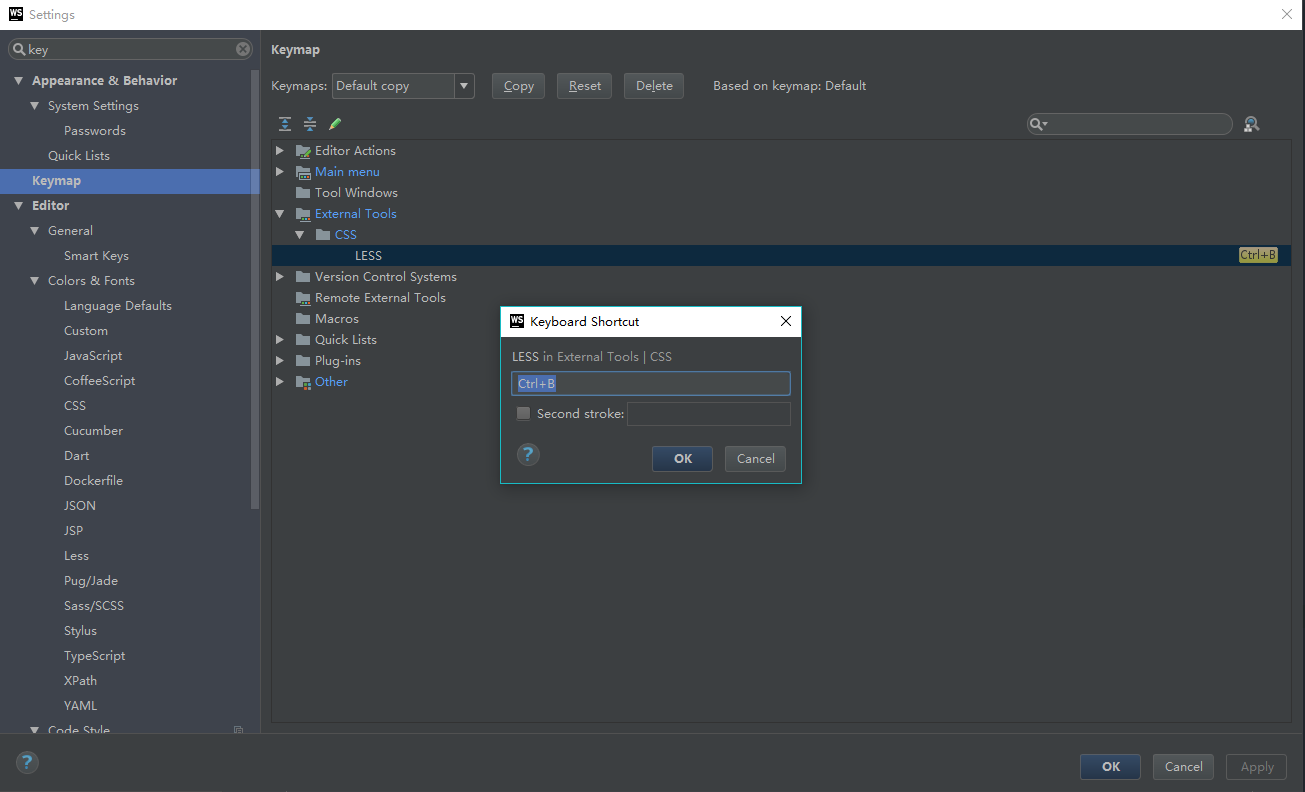 WS Settings
key
Appearance & Behavior
System Settings
Passwords
Quick Lists
Keymap
Editor
General
Smart Keys
Colors & Fonts
Language Defaults
Custom
JavaScript
CoffeeScript
CSS
Cucumber
Dart
Dockerfile
JSON
JSP
Less
Pug/Jade
Sass/SCSS
Stylus
TypeScript
XPath
YAML
Code Style
Keymap
Keymaps: Default copy Copy Reset Delete Based on keymap: Default
Editor Actions
Main menu
Tool Windows
External Tools
CSS
LESS Ctrl+B
Version Control Systems
Remote External Tools
Macros
Quick Lists
Plug-ins
Other
WS Keyboard Shortcut
LESS in External Tools | CSS
Ctrl+B
Second stroke:
? OK Cancel
? OK Cancel Apply